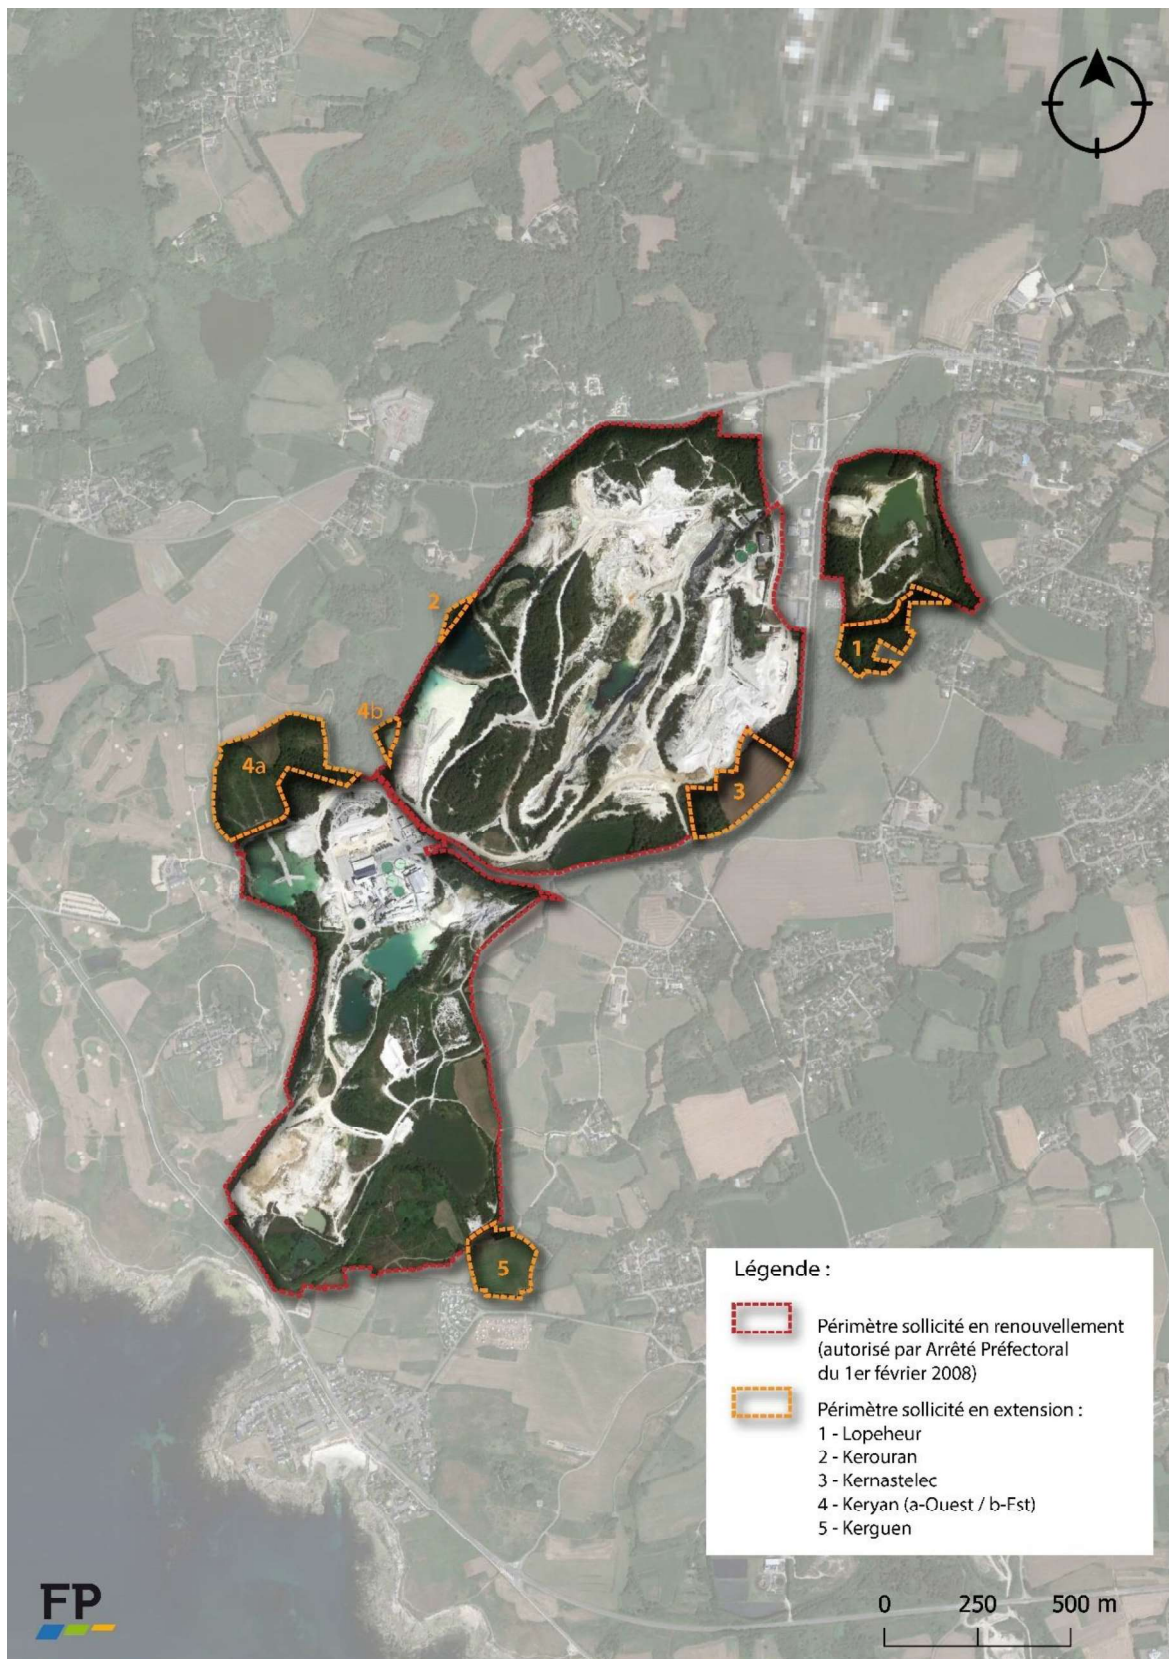 2
1
4b
4a
3
5
Légende :
Périmètre sollicité en renouvellement
(autorisé par Arrêté Préfectoral
du 1er février 2008)
Périmètre sollicité en extension :
1 - Lopeheur
2 - Kerouran
3 - Kernastelec
4 - Keryan (a-Ouest / b-Est)
5 - Kerguen
FP
0 250 500 m